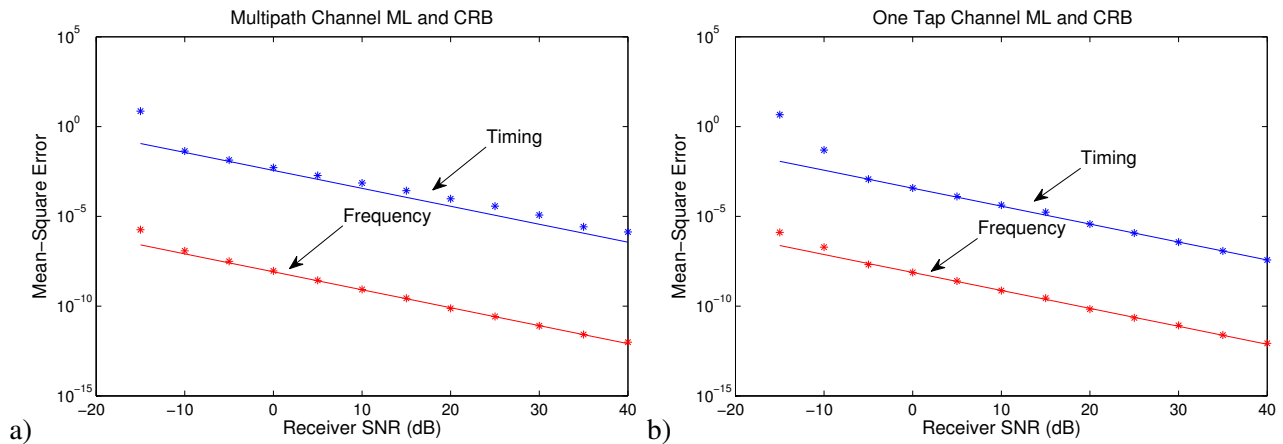 Multipath Channel ML and CRB
10^5
10^0
10^−5
10^−10
10^−15
Mean−Square Error
Timing
Frequency
−20
−10
0
10
20
30
40
Receiver SNR (dB)
a)
One Tap Channel ML and CRB
10^5
10^0
10^−5
10^−10
10^−15
Mean−Square Error
Timing
Frequency
−20
−10
0
10
20
30
40
Receiver SNR (dB)
b)